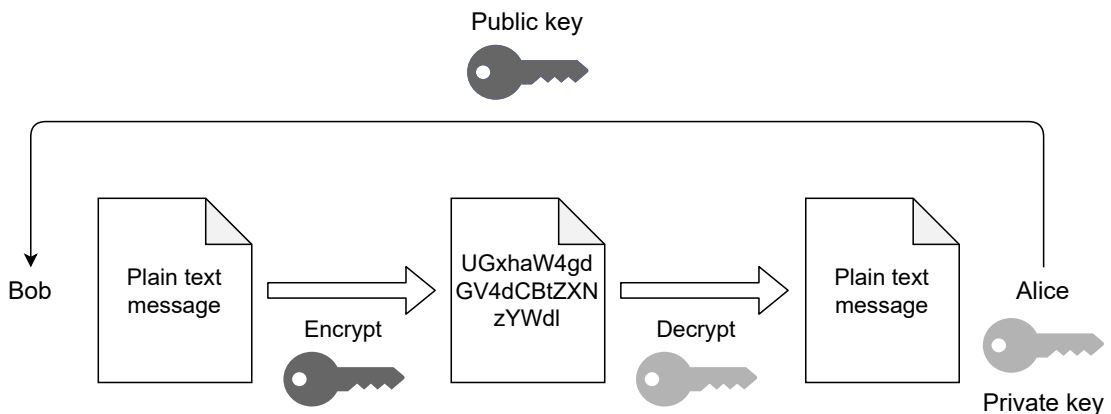 Public key
Bob
Plain text
message
Encrypt
UGxhaW4gd
GV4dCBtZXN
zYWdl
Decrypt
Plain text
message
Alice
Private key